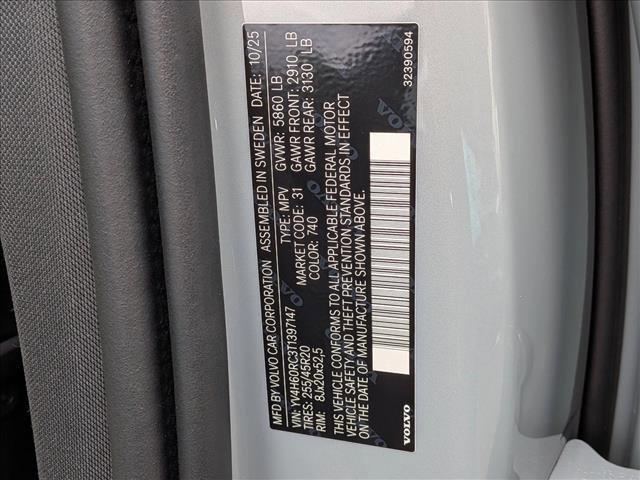 MFD BY VOLVO CAR CORPORATION ASSEMBLED IN SWEDEN DATE: 10/25
VIN: YV4H60RC3T1397147 TYPE: MPV GVWR: 5860 LB
TIRES: 255/45R20 MARKET CODE: 31 GAWR FRONT: 2910 LB
RIM: 8Jx20x52,5 COLOR: 740 GAWR REAR: 3130 LB
THIS VEHICLE CONFORMS TO ALL APPLICABLE FEDERAL MOTOR
VEHICLE SAFETY AND THEFT PREVENTION STANDARDS IN EFFECT
ON THE DATE OF MANUFACTURE SHOWN ABOVE.
VOLVO 32390594